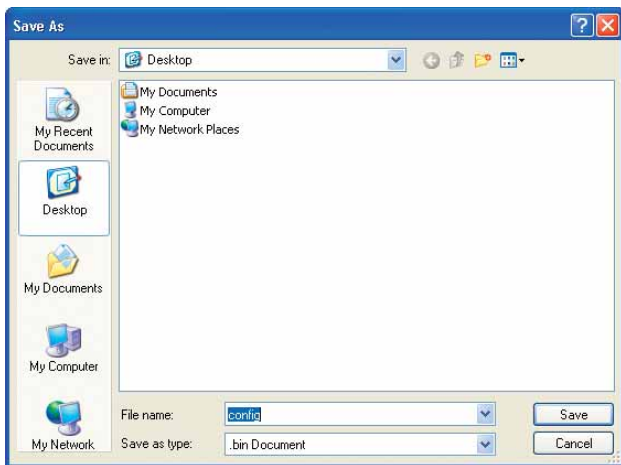 Save As
Save in:
Desktop
My Recent
Documents
Desktop
My Documents
My Computer
My Network
My Documents
My Computer
My Network Places
File name:
config
Save
Save as type:
.bin Document
Cancel